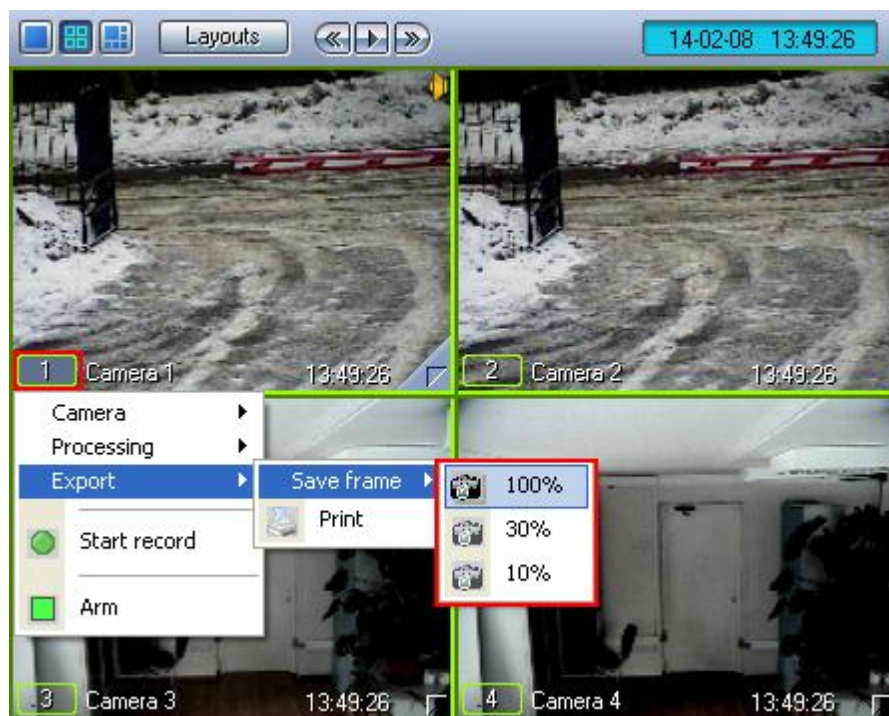 Layouts
14-02-08 13:49:26
1 Camera 1 13:49:26
2 Camera 2 13:49:26
Camera
Processing
Export
Start record
Arm
Save frame
Print
100%
30%
10%
3 Camera 3 13:49:26
4 Camera 4 13:49:26